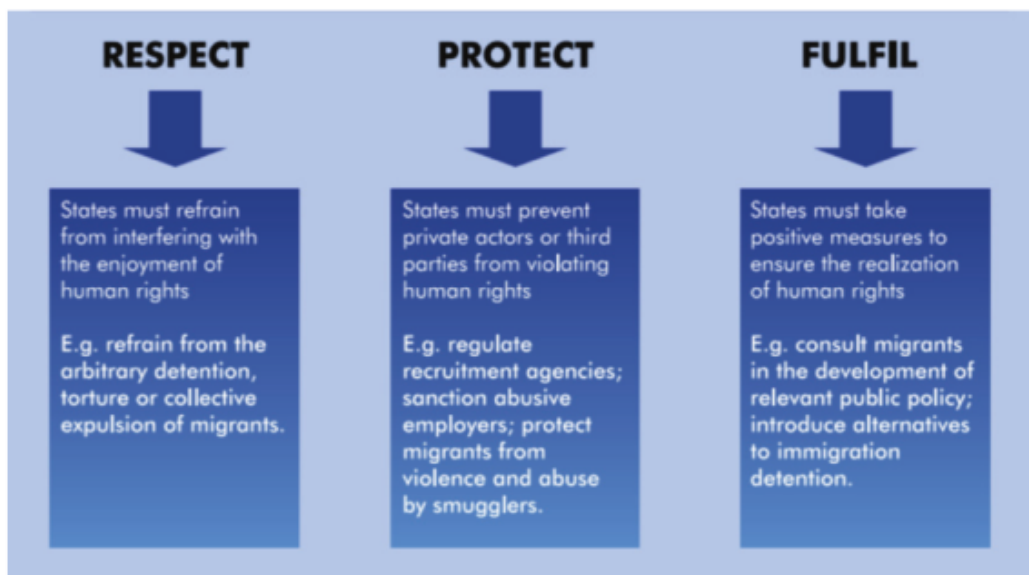 RESPECT
States must refrain
from interfering with
the enjoyment of
human rights
E.g. refrain from the
arbitrary detention,
torture or collective
expulsion of migrants.
PROTECT
States must prevent
private actors or third
parties from violating
human rights
E.g. regulate
recruitment agencies;
sanction abusive
employers; protect
migrants from
violence and abuse
by smugglers.
FULFIL
States must take
positive measures to
ensure the realization
of human rights
E.g. consult migrants
in the development of
relevant public policy;
introduce alternatives
to immigration
detention.